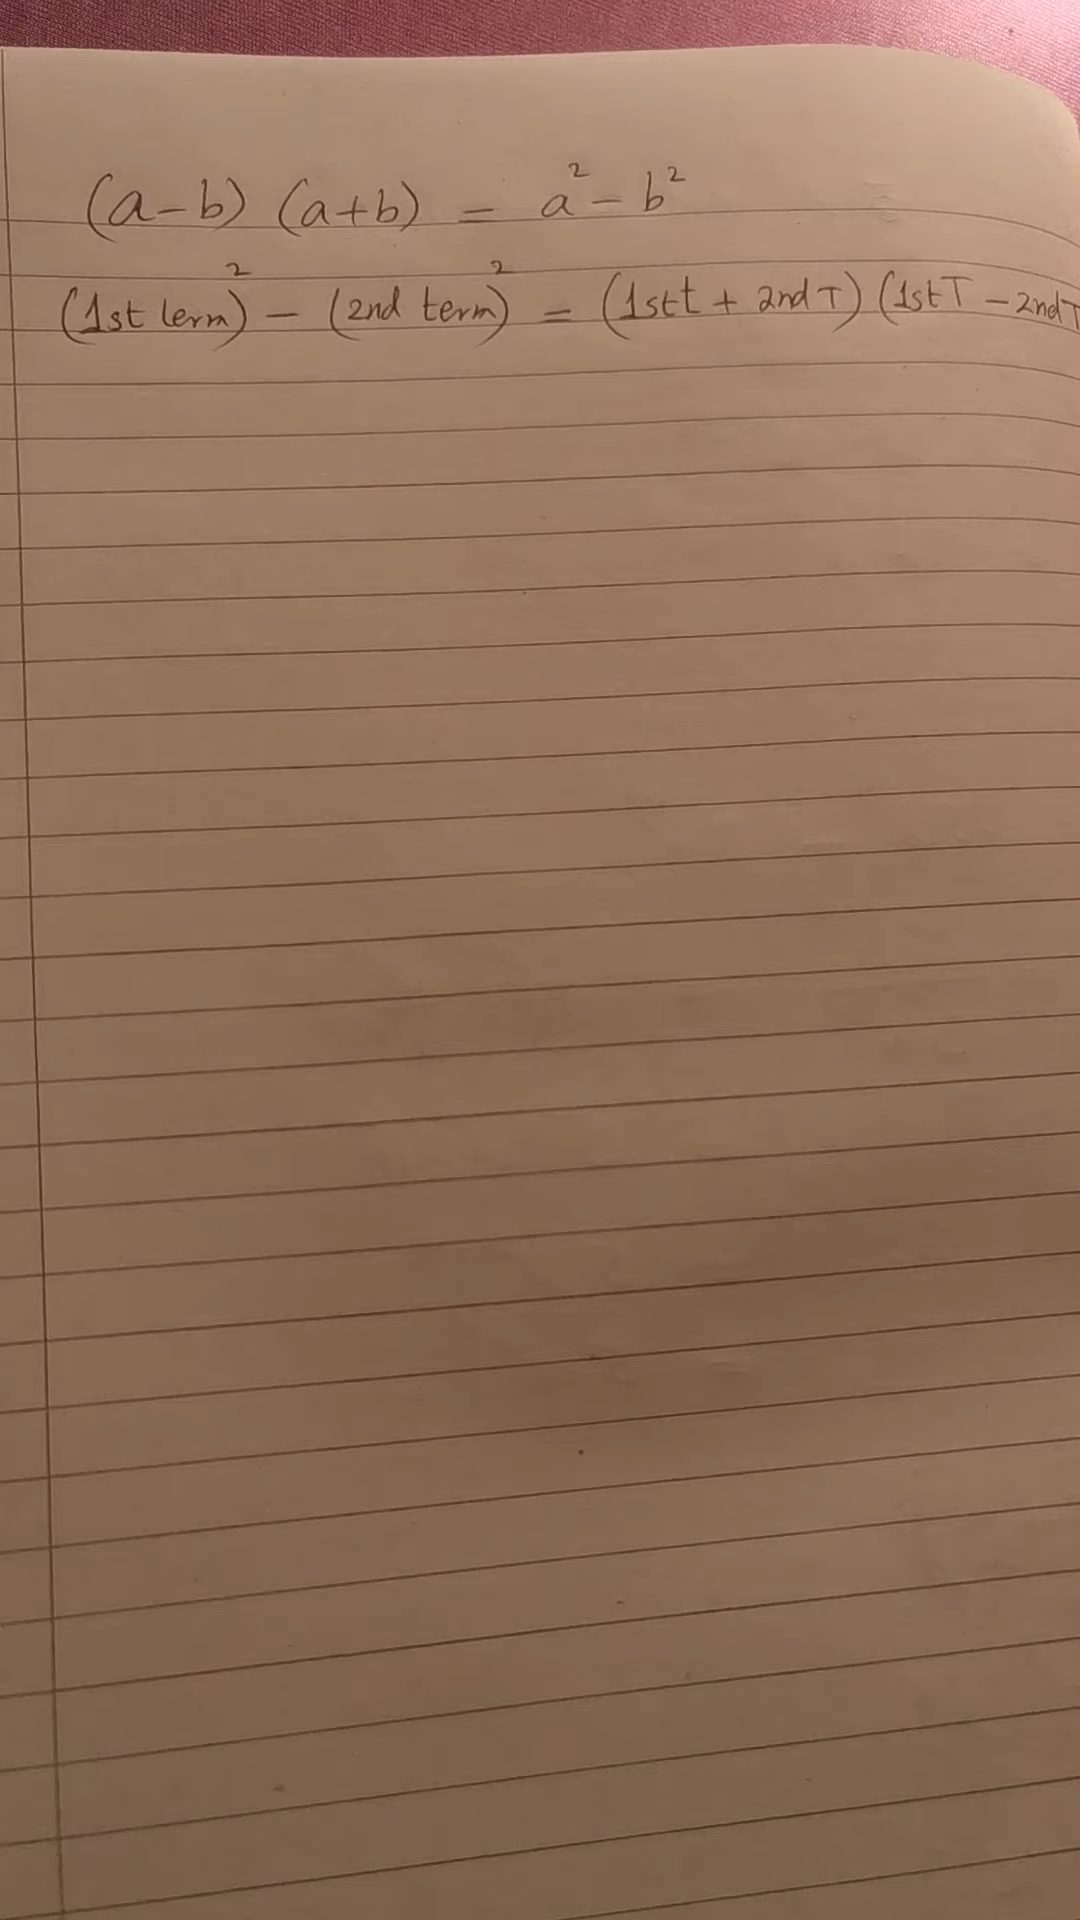 (a-b) (a+b) = a² - b²
(1st term)² - (2nd term)² = (1st t + 2nd T) (1st T - 2nd T